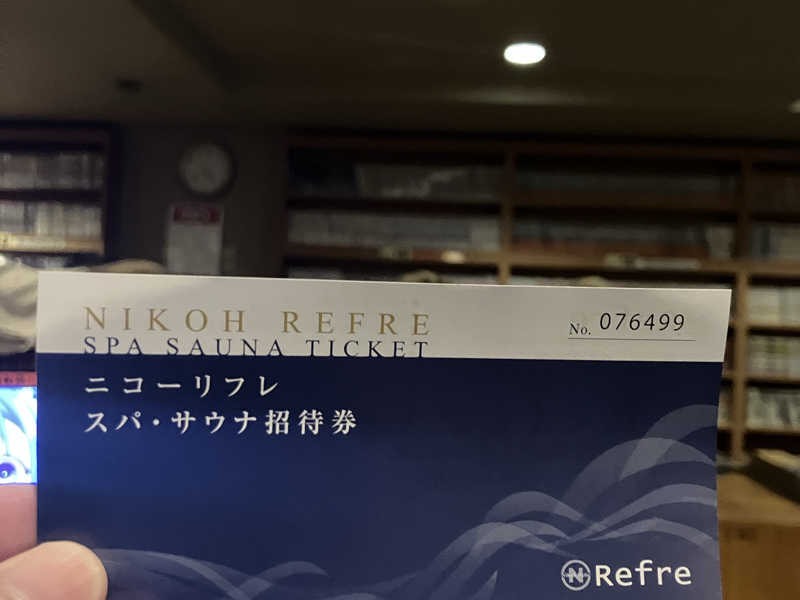 NIKOH REFRE
No. 076499
SPA SAUNA TICKET
ニコーリフレ
スパ・サウナ招待券
N Refre